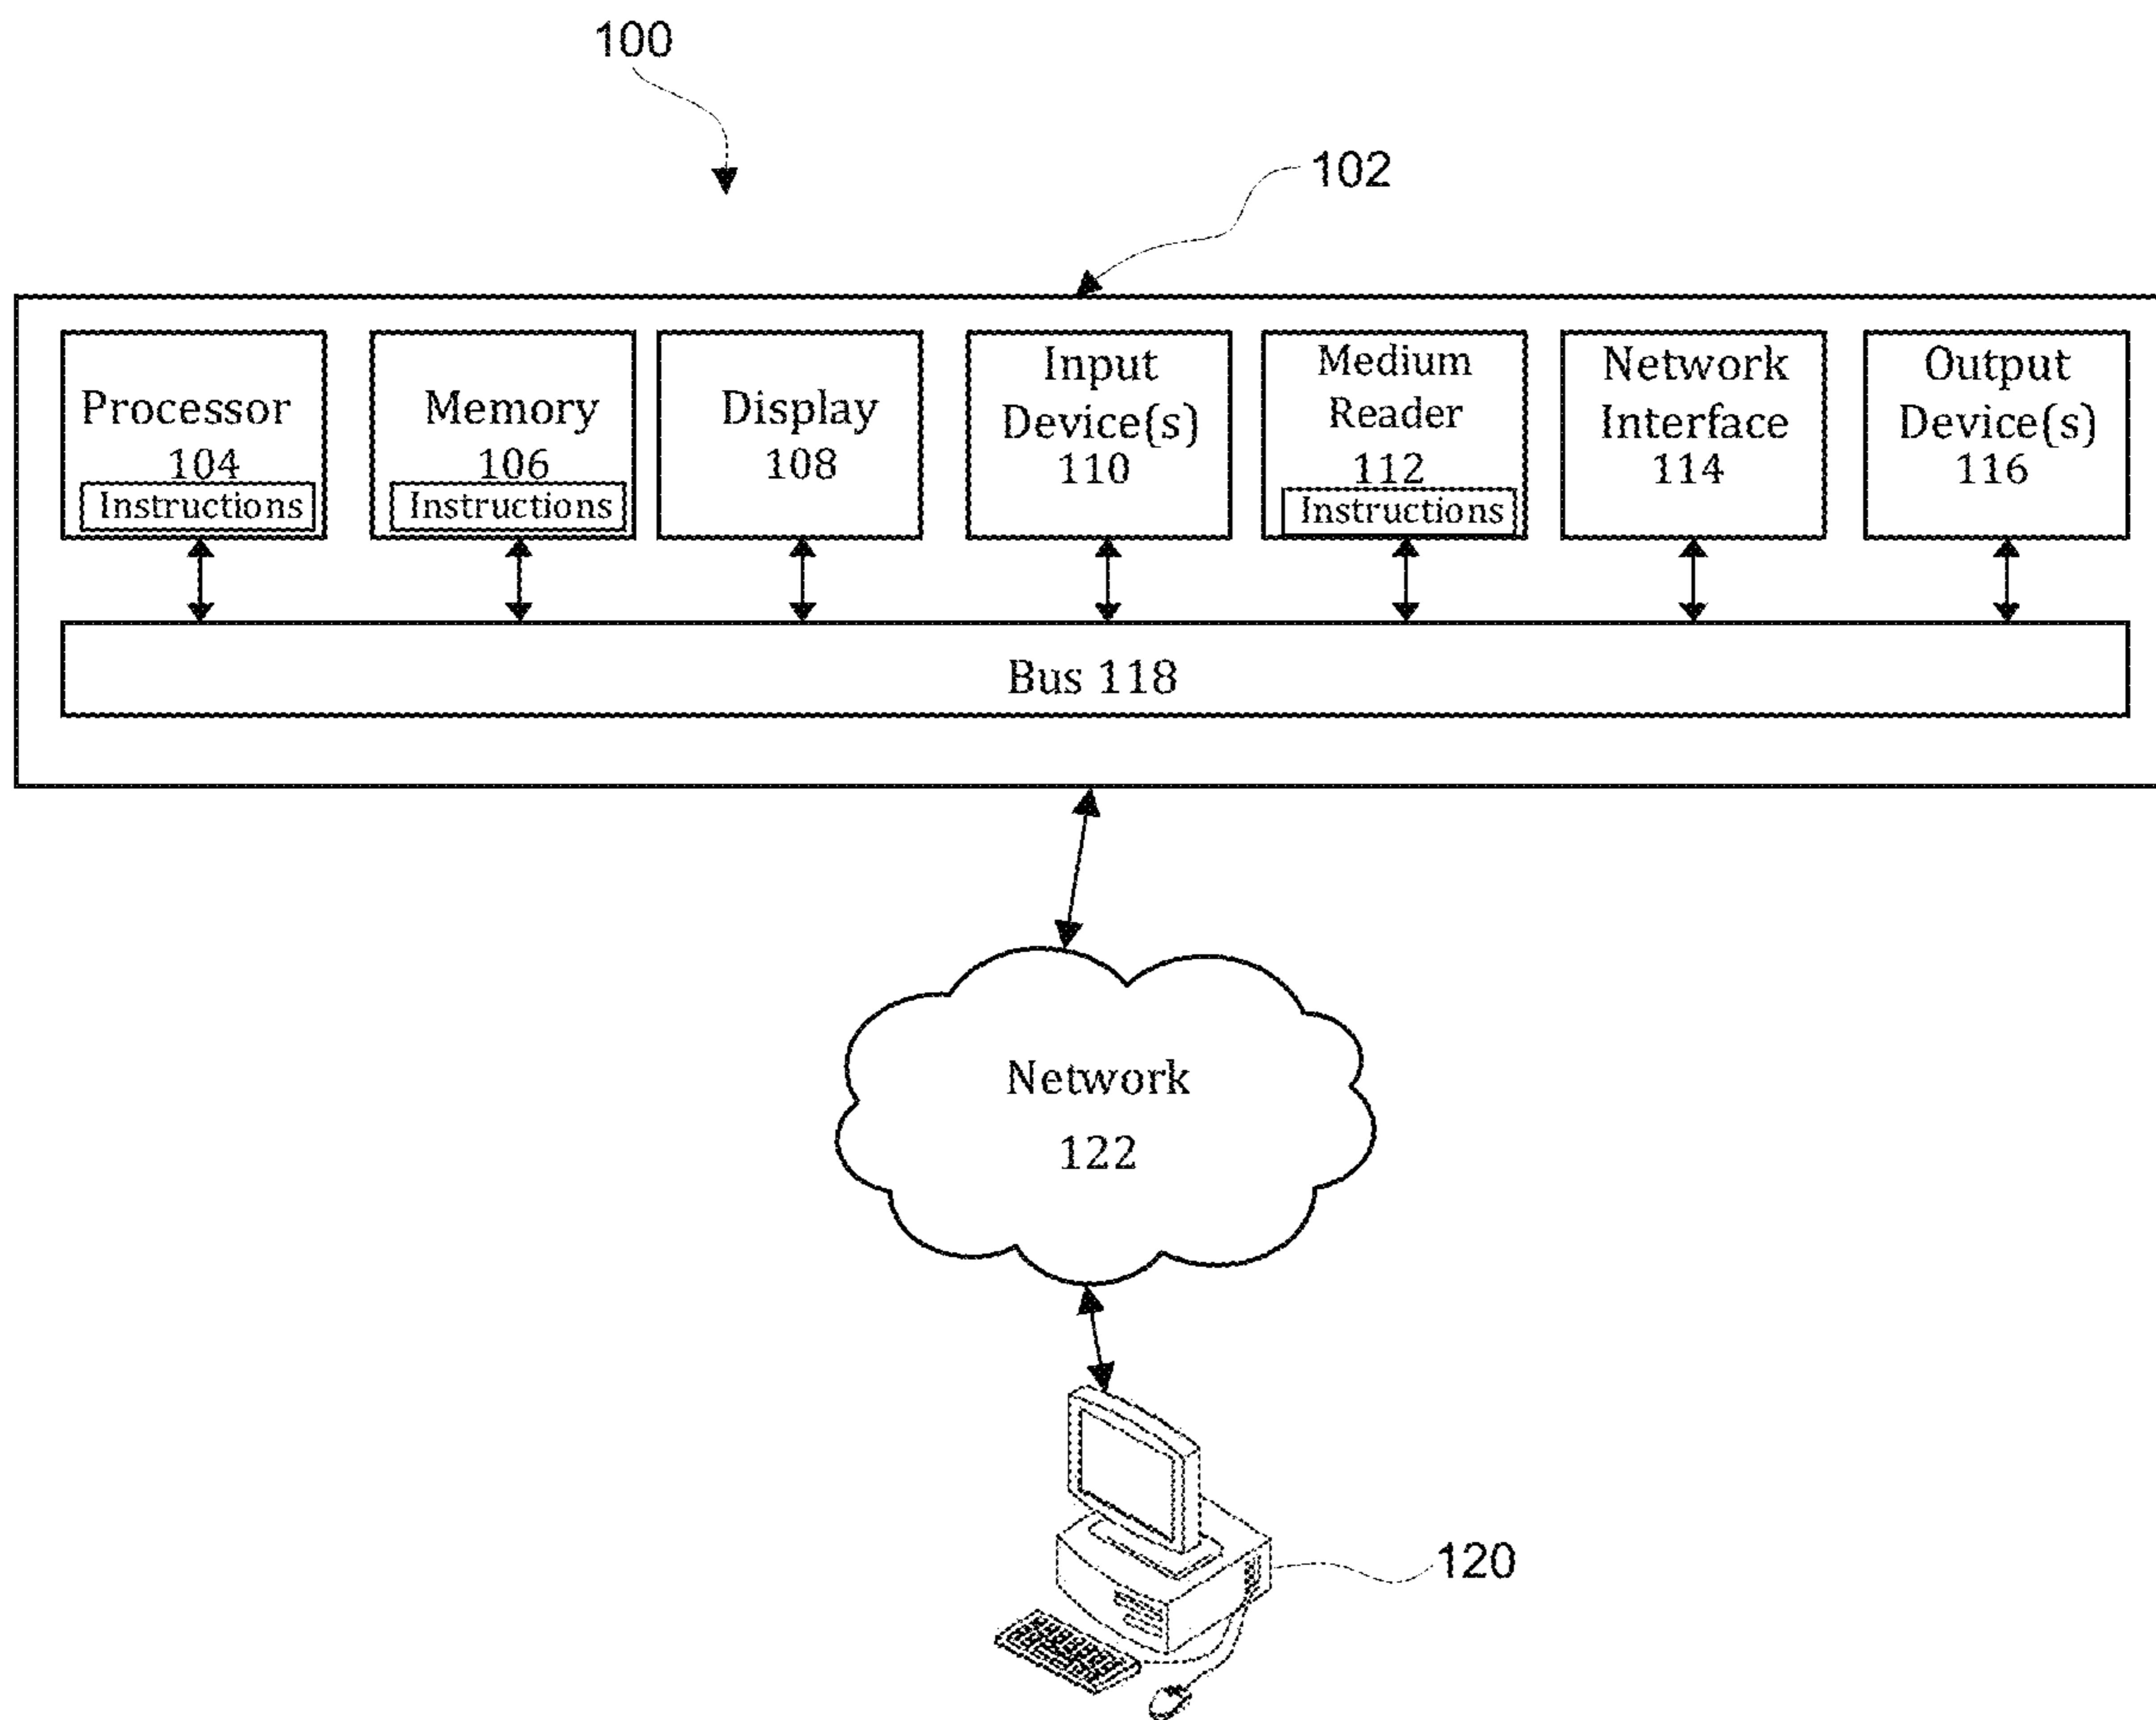 100
102
Processor
104
Instructions
Memory
106
Instructions
Display
108
Input
Device(s)
110
Medium
Reader
112
Instructions
Network
Interface
114
Output
Device(s)
116
Bus 118
Network
122
120